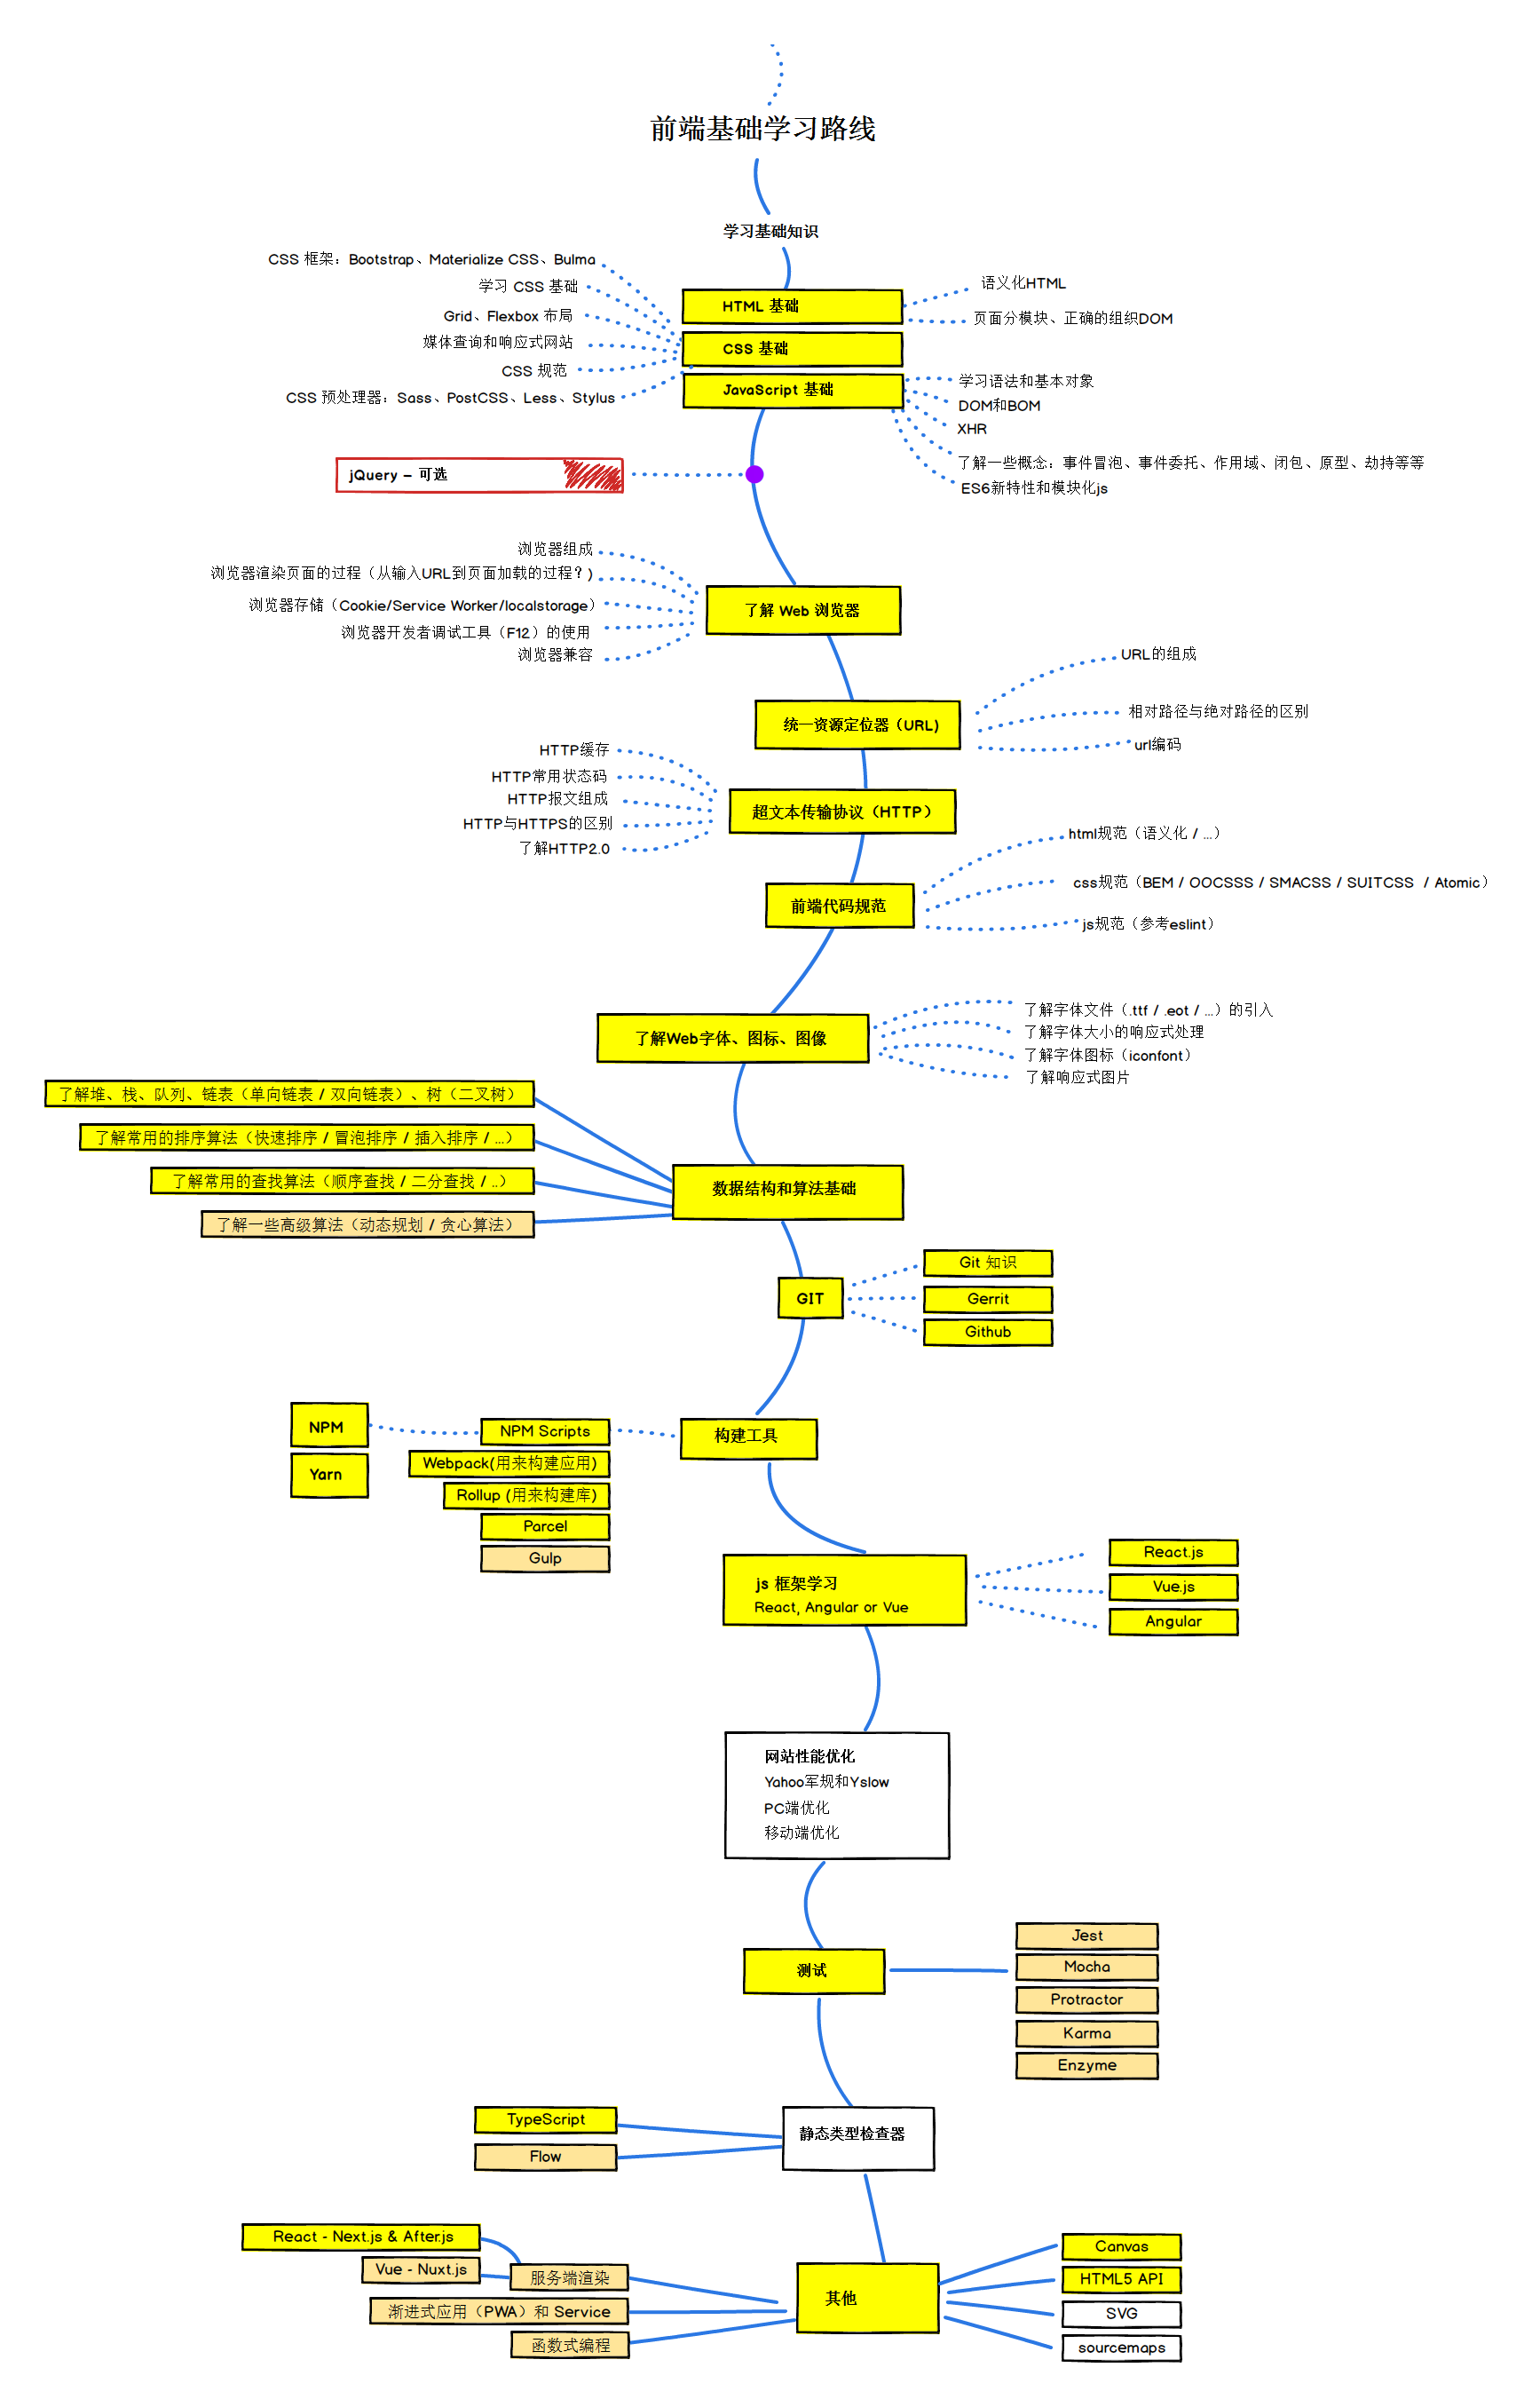 前端基础学习路线
学习基础知识
CSS 框架：Bootstrap、Materialize CSS、Bulma
学习 CSS 基础
Grid、Flexbox 布局
媒体查询和响应式网站
CSS 规范
CSS 预处理器：Sass、PostCSS、Less、Stylus
HTML 基础
CSS 基础
JavaScript 基础
语义化HTML
页面分模块、正确的组织DOM
学习语法和基本对象
DOM和BOM
XHR
了解一些概念：事件冒泡、事件委托、作用域、闭包、原型、劫持等等
ES6新特性和模块化js
jQuery – 可选
浏览器组成
浏览器渲染页面的过程（从输入URL到页面加载的过程？)
浏览器存储（Cookie/Service Worker/localstorage）
浏览器开发者调试工具（F12）的使用
浏览器兼容
了解 Web 浏览器
统一资源定位器（URL)
URL的组成
相对路径与绝对路径的区别
url编码
HTTP缓存
HTTP常用状态码
HTTP报文组成
HTTP与HTTPS的区别
了解HTTP2.0
超文本传输协议（HTTP）
前端代码规范
html规范（语义化 / ...）
css规范（BEM / OOCSSS / SMACSS / SUITCSS  / Atomic）
js规范（参考eslint）
了解Web字体、图标、图像
了解字体文件（.ttf / .eot / ...）的引入
了解字体大小的响应式处理
了解字体图标（iconfont）
了解响应式图片
了解堆、栈、队列、链表（单向链表 / 双向链表）、树（二叉树）
了解常用的排序算法（快速排序 / 冒泡排序 / 插入排序 / ...）
了解常用的查找算法（顺序查找 / 二分查找 / ..）
了解一些高级算法（动态规划 / 贪心算法）
数据结构和算法基础
GIT
Git 知识
Gerrit
Github
NPM
Yarn
NPM Scripts
Webpack(用来构建应用)
Rollup (用来构建库)
Parcel
Gulp
构建工具
js 框架学习
React, Angular or Vue
React.js
Vue.js
Angular
网站性能优化
Yahoo军规和Yslow
PC端优化
移动端优化
测试
Jest
Mocha
Protractor
Karma
Enzyme
TypeScript
Flow
静态类型检查器
React - Next.js & After.js
Vue - Nuxt.js
服务端渲染
渐进式应用（PWA）和 Service
函数式编程
其他
Canvas
HTML5 API
SVG
sourcemaps